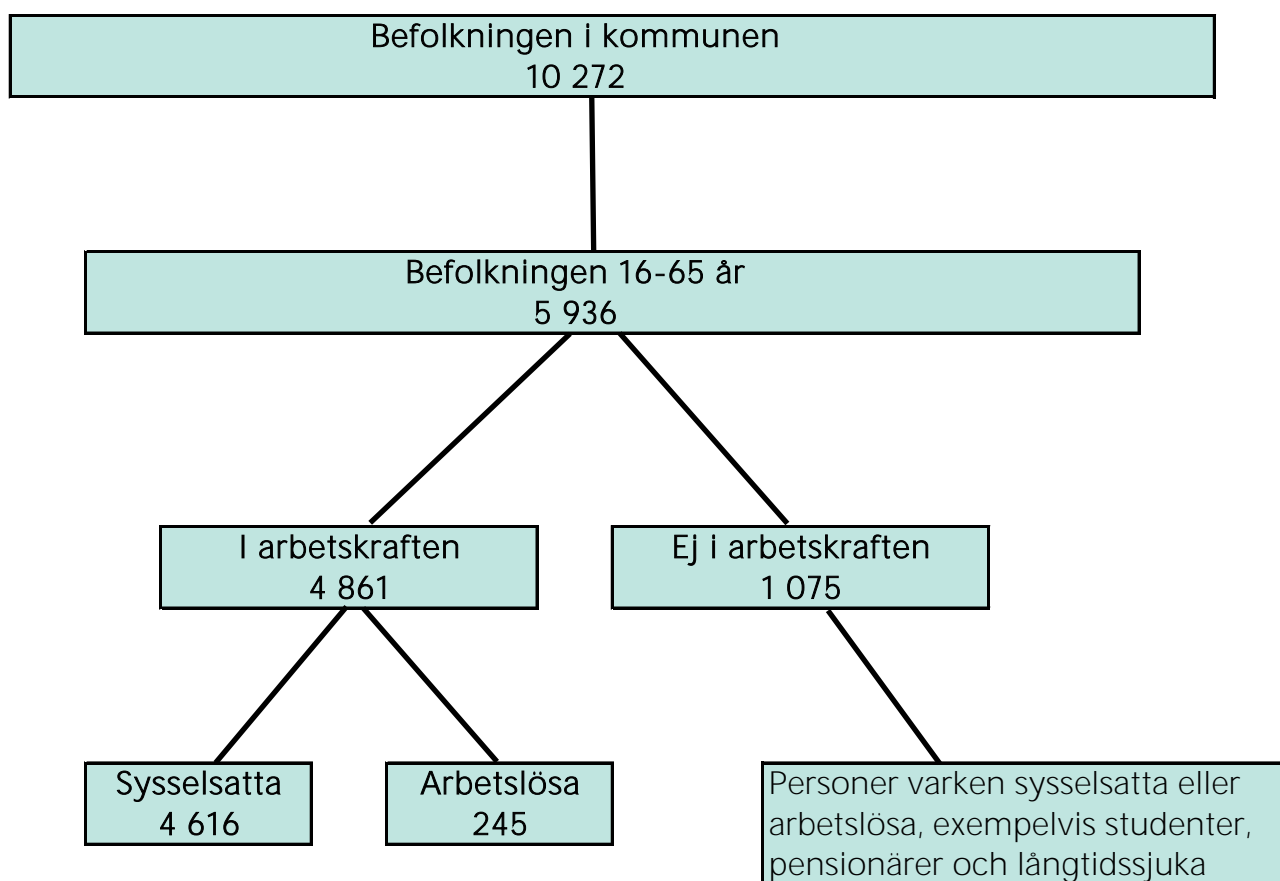 Befolkningen i kommunen
10 272
Befolkningen 16-65 år
5 936
I arbetskraften
4 861
Ej i arbetskraften
1 075
Sysselsatta
4 616
Arbetslösa
245
Personer varken sysselsatta eller
arbetslösa, exempelvis studenter,
pensionärer och långtidssjuka